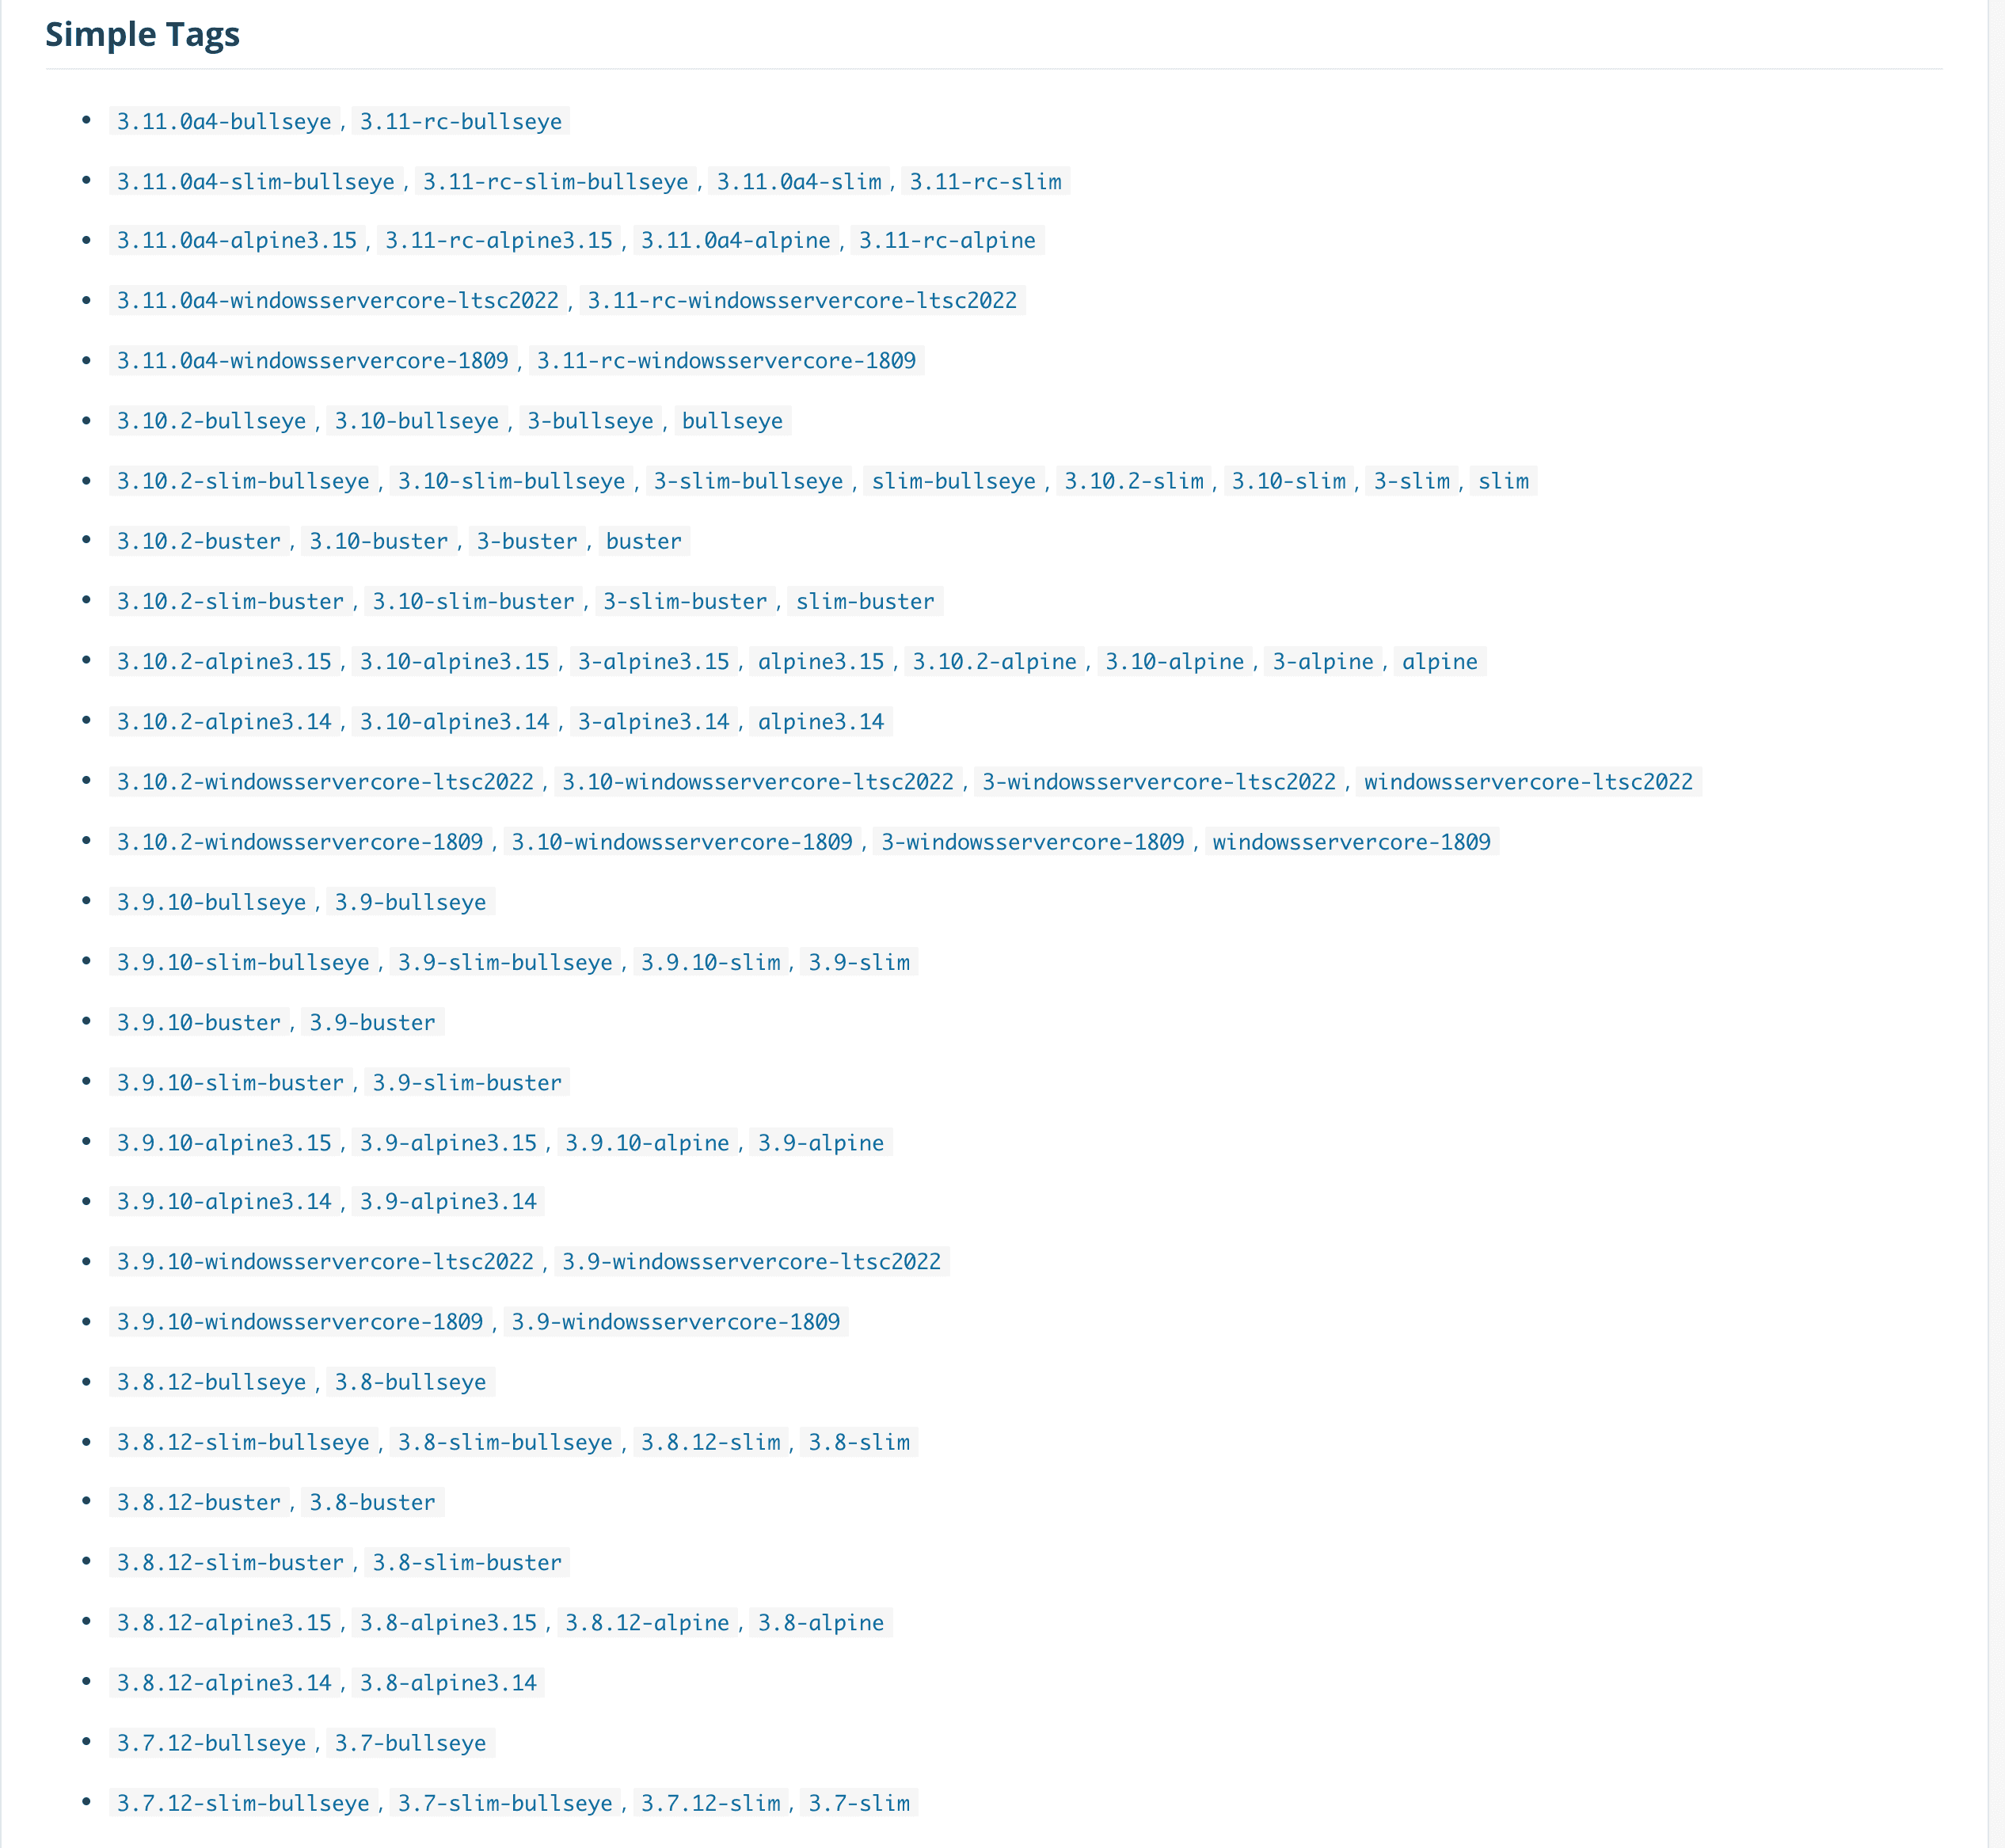 Simple Tags
• 3.11.0a4-bullseye, 3.11-rc-bullseye
• 3.11.0a4-slim-bullseye, 3.11-rc-slim-bullseye, 3.11.0a4-slim, 3.11-rc-slim
• 3.11.0a4-alpine3.15, 3.11-rc-alpine3.15, 3.11.0a4-alpine, 3.11-rc-alpine
• 3.11.0a4-windowsservercore-ltsc2022, 3.11-rc-windowsservercore-ltsc2022
• 3.11.0a4-windowsservercore-1809, 3.11-rc-windowsservercore-1809
• 3.10.2-bullseye, 3.10-bullseye, 3-bullseye, bullseye
• 3.10.2-slim-bullseye, 3.10-slim-bullseye, 3-slim-bullseye, slim-bullseye, 3.10.2-slim, 3.10-slim, 3-slim, slim
• 3.10.2-buster, 3.10-buster, 3-buster, buster
• 3.10.2-slim-buster, 3.10-slim-buster, 3-slim-buster, slim-buster
• 3.10.2-alpine3.15, 3.10-alpine3.15, 3-alpine3.15, alpine3.15, 3.10.2-alpine, 3.10-alpine, 3-alpine, alpine
• 3.10.2-alpine3.14, 3.10-alpine3.14, 3-alpine3.14, alpine3.14
• 3.10.2-windowsservercore-ltsc2022, 3.10-windowsservercore-ltsc2022, 3-windowsservercore-ltsc2022, windowsservercore-ltsc2022
• 3.10.2-windowsservercore-1809, 3.10-windowsservercore-1809, 3-windowsservercore-1809, windowsservercore-1809
• 3.9.10-bullseye, 3.9-bullseye
• 3.9.10-slim-bullseye, 3.9-slim-bullseye, 3.9.10-slim, 3.9-slim
• 3.9.10-buster, 3.9-buster
• 3.9.10-slim-buster, 3.9-slim-buster
• 3.9.10-alpine3.15, 3.9-alpine3.15, 3.9.10-alpine, 3.9-alpine
• 3.9.10-alpine3.14, 3.9-alpine3.14
• 3.9.10-windowsservercore-ltsc2022, 3.9-windowsservercore-ltsc2022
• 3.9.10-windowsservercore-1809, 3.9-windowsservercore-1809
• 3.8.12-bullseye, 3.8-bullseye
• 3.8.12-slim-bullseye, 3.8-slim-bullseye, 3.8.12-slim, 3.8-slim
• 3.8.12-buster, 3.8-buster
• 3.8.12-slim-buster, 3.8-slim-buster
• 3.8.12-alpine3.15, 3.8-alpine3.15, 3.8.12-alpine, 3.8-alpine
• 3.8.12-alpine3.14, 3.8-alpine3.14
• 3.7.12-bullseye, 3.7-bullseye
• 3.7.12-slim-bullseye, 3.7-slim-bullseye, 3.7.12-slim, 3.7-slim